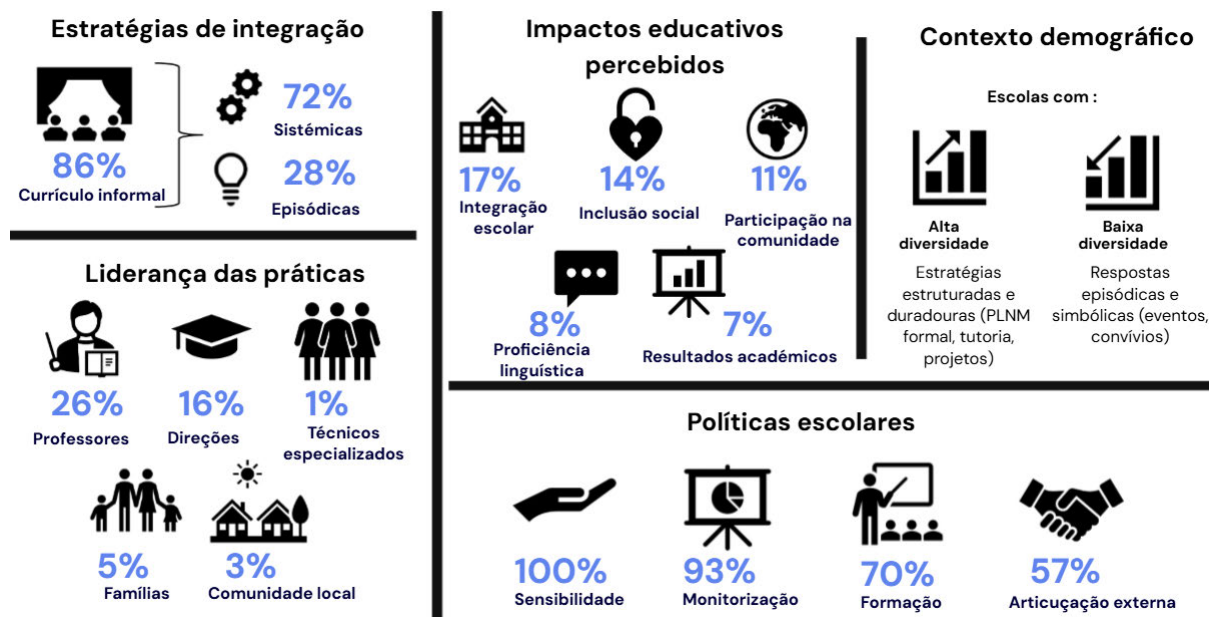 Estratégias de integração
86%
Currículo informal
72%
Sistémicas
28%
Episódicas
Liderança das práticas
26%
Professores
16%
Direções
1%
Técnicos
especializados
5%
Famílias
3%
Comunidade local
Impactos educativos
percebidos
17%
Integração
escolar
14%
Inclusão social
11%
Participação na
comunidade
8%
Proficiência
linguística
7%
Resultados académicos
Contexto demográfico
Escolas com :
Alta
diversidade
Estratégias
estruturadas e
duradouras (PLNM
formal, tutoria,
projetos)
Baixa
diversidade
Respostas
episódicas e
simbólicas (eventos,
convívios)
Políticas escolares
100%
Sensibilidade
93%
Monitorização
70%
Formação
57%
Articucação externa